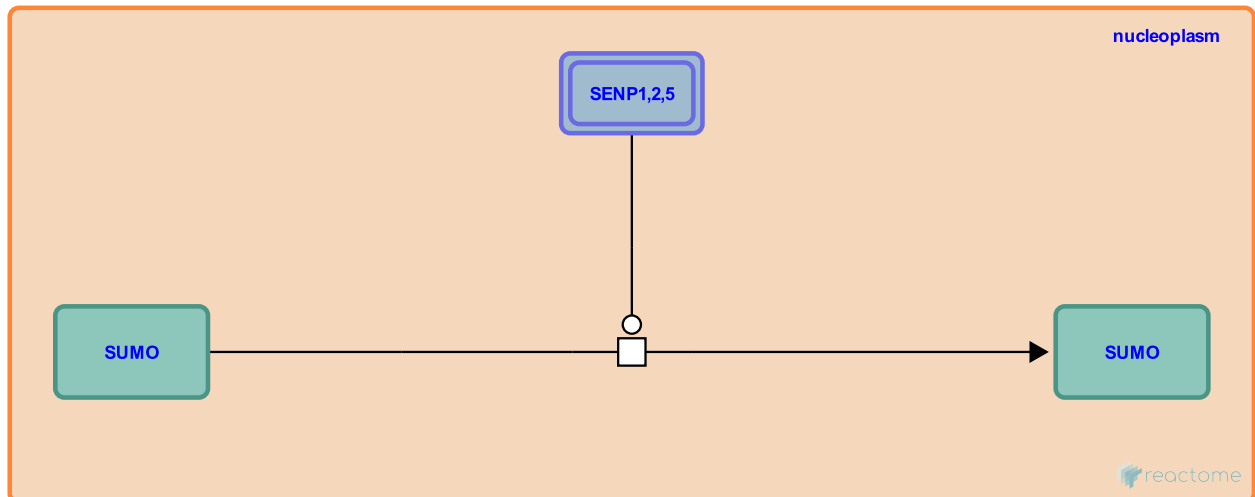 nucleoplasm
SENP1,2,5
SUMO
SUMO
reactome